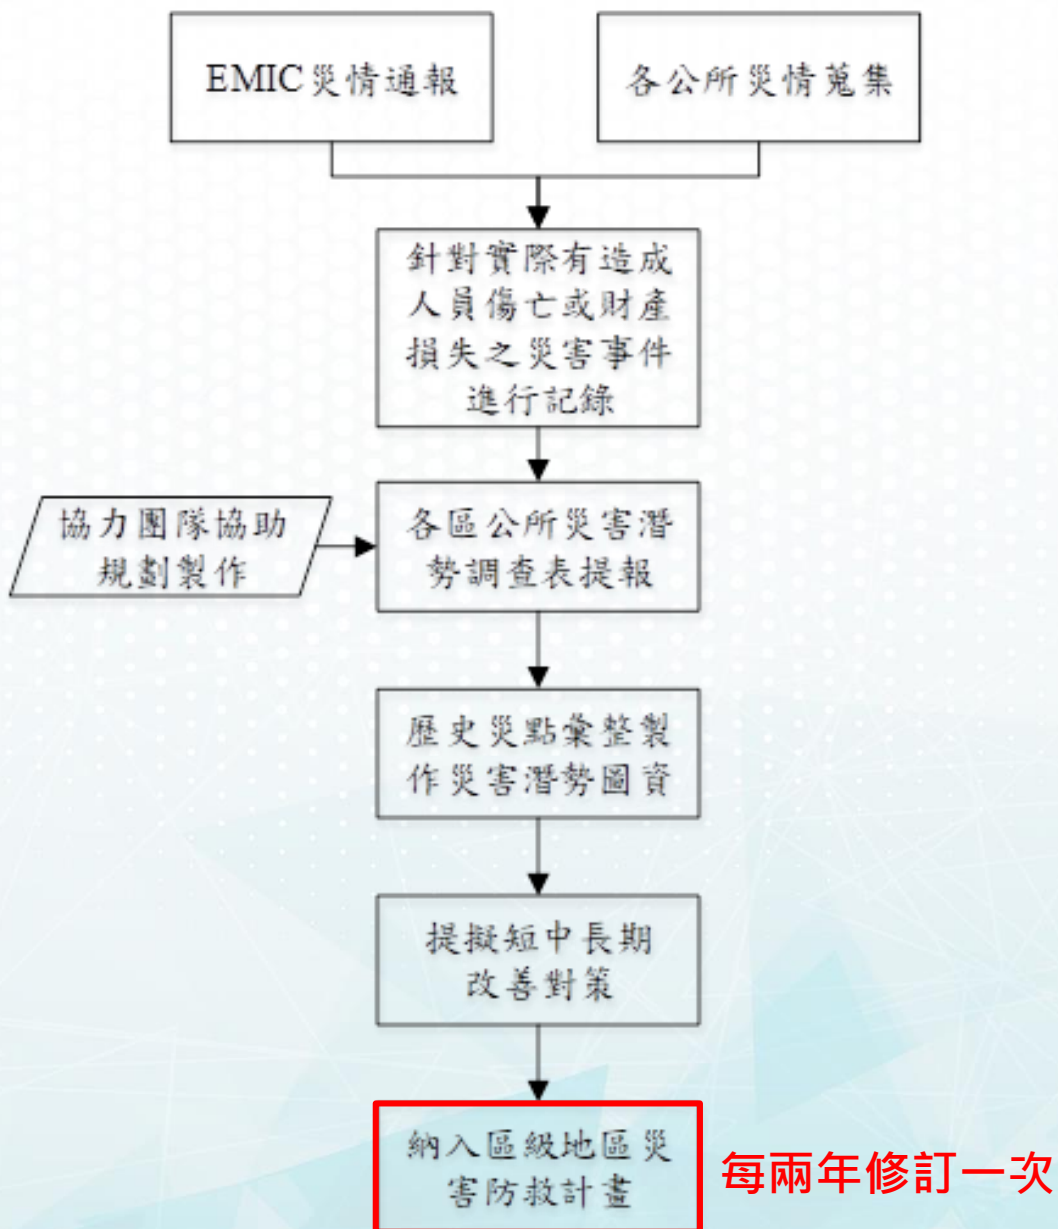 EMIC災情通報
各公所災情蒐集
針對實際有造成
人員傷亡或財產
損失之災害事件
進行記錄
協力團隊協助
規劃製作
各區公所災害潛
勢調查表提報
歷史災點彙整製
作災害潛勢圖資
提擬短中長期
改善對策
納入區級地區災
害防救計畫
每兩年修訂一次